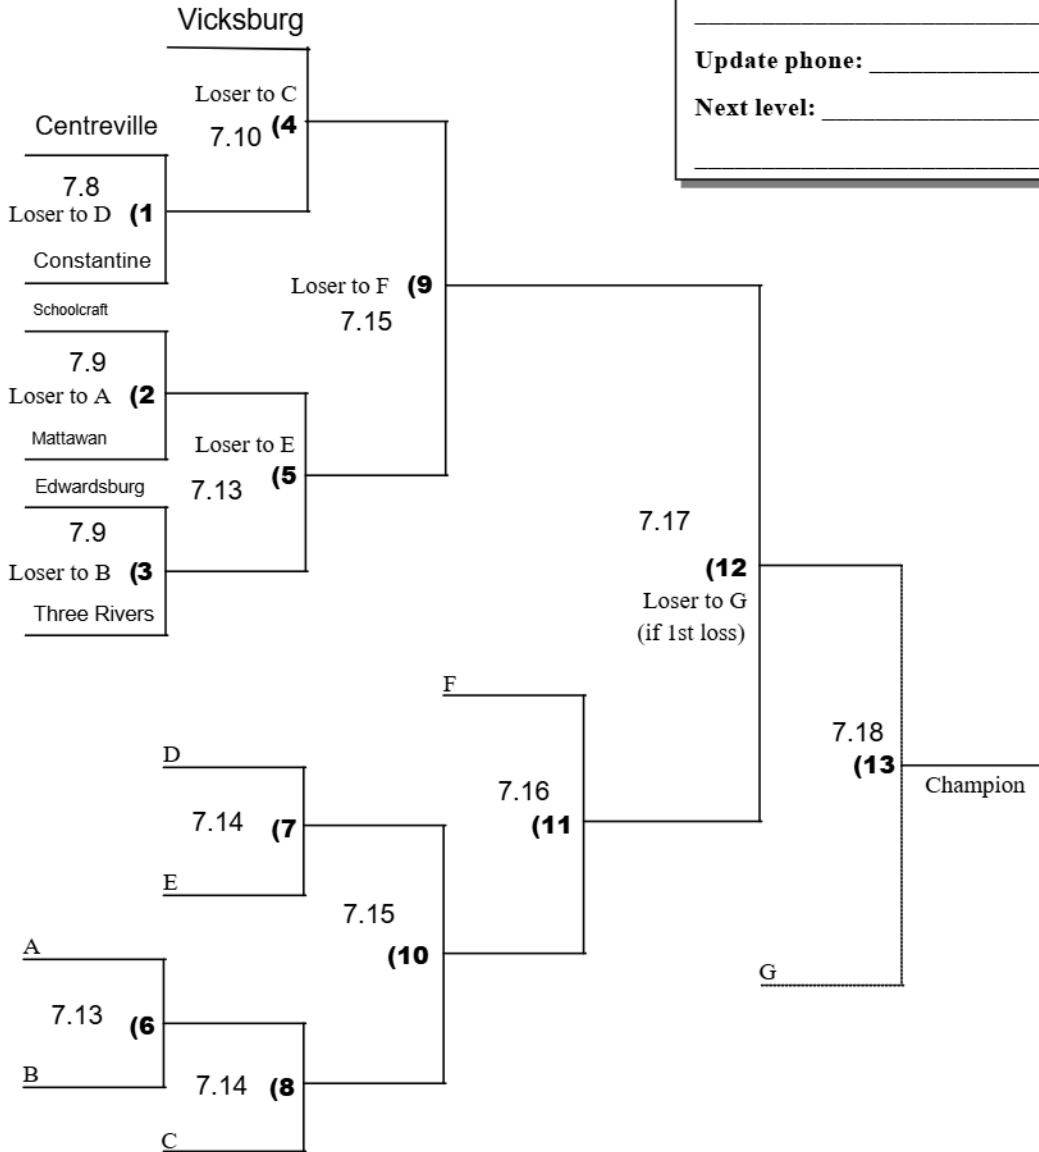 Vicksburg
Update phone:
Next level:
Loser to C
7.10 (4
Centreville
7.8
Loser to D (1
Constantine
Loser to F (9
7.15
Schoolcraft
7.9
Loser to A (2
Mattawan
Loser to E
(5
7.13
Edwardsburg
7.9
Loser to B (3
Three Rivers
7.17
(12
Loser to G
(if 1st loss)
F
D
7.14 (7
E
7.16
(11
7.18
(13
Champion
7.15
(10
A
7.13 (6
B
G
7.14 (8
C